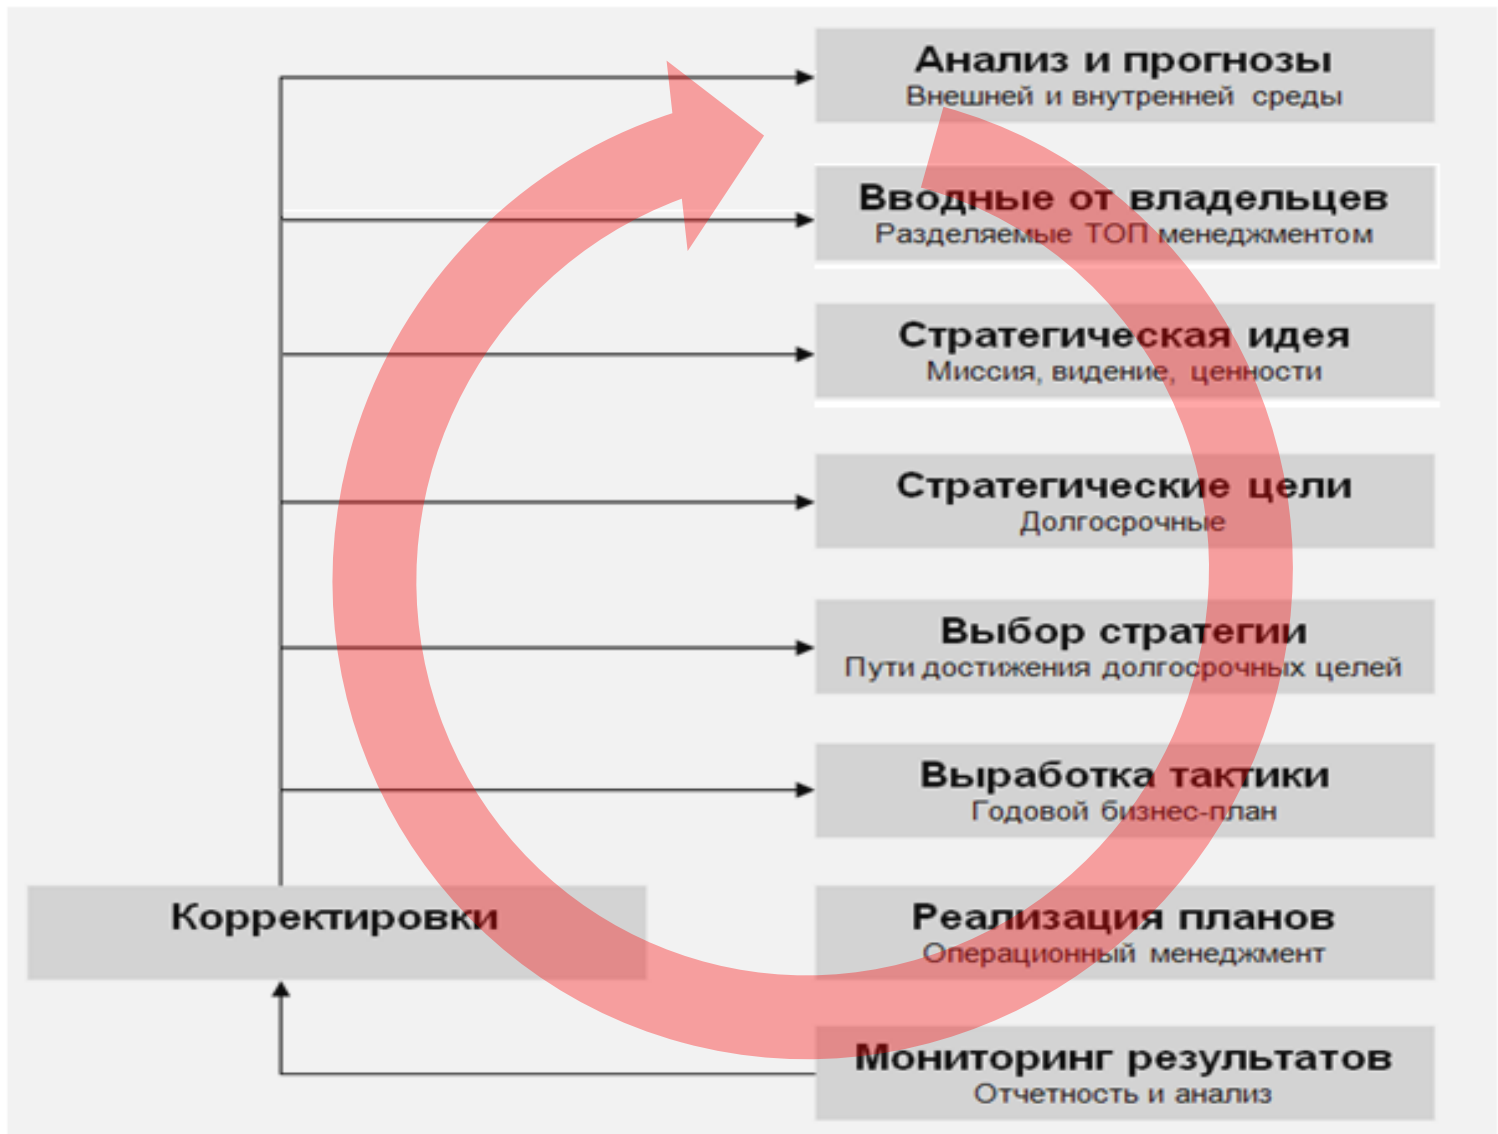 Анализ и прогнозы
Внешней и внутренней среды
Вводные от владельцев
Разделяемые ТОП менеджментом
Стратегическая идея
Миссия, видение, ценности
Стратегические цели
Долгосрочные
Выбор стратегии
Пути достижения долгосрочных целей
Выработка тактики
Годовой бизнес-план
Корректировки
Реализация планов
Операционный менеджмент
Мониторинг результатов
Отчетность и анализ